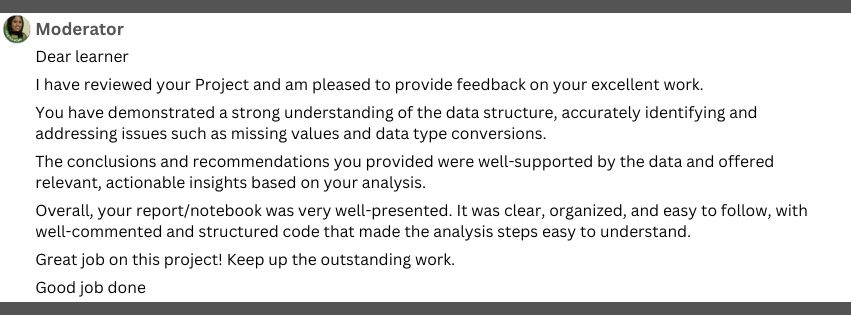 Moderator
Dear learner
I have reviewed your Project and am pleased to provide feedback on your excellent work.
You have demonstrated a strong understanding of the data structure, accurately identifying and
addressing issues such as missing values and data type conversions.
The conclusions and recommendations you provided were well-supported by the data and offered
relevant, actionable insights based on your analysis.
Overall, your report/notebook was very well-presented. It was clear, organized, and easy to follow, with
well-commented and structured code that made the analysis steps easy to understand.
Great job on this project! Keep up the outstanding work.
Good job done